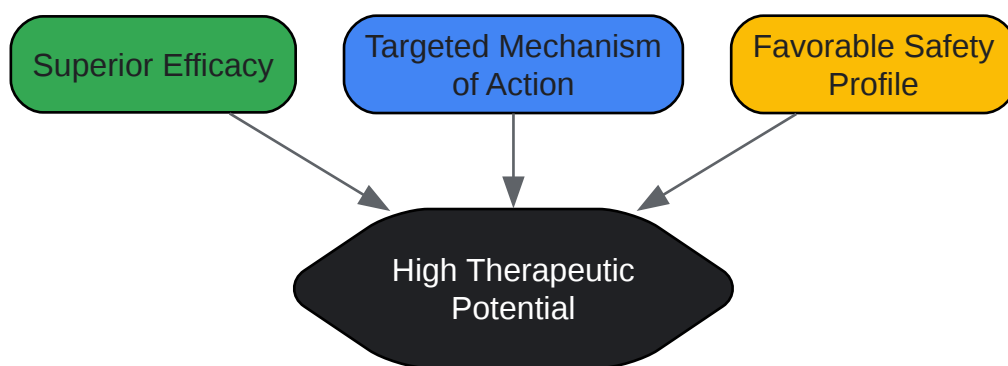 Superior Efficacy
Targeted Mechanism
of Action
Favorable Safety
Profile
High Therapeutic
Potential